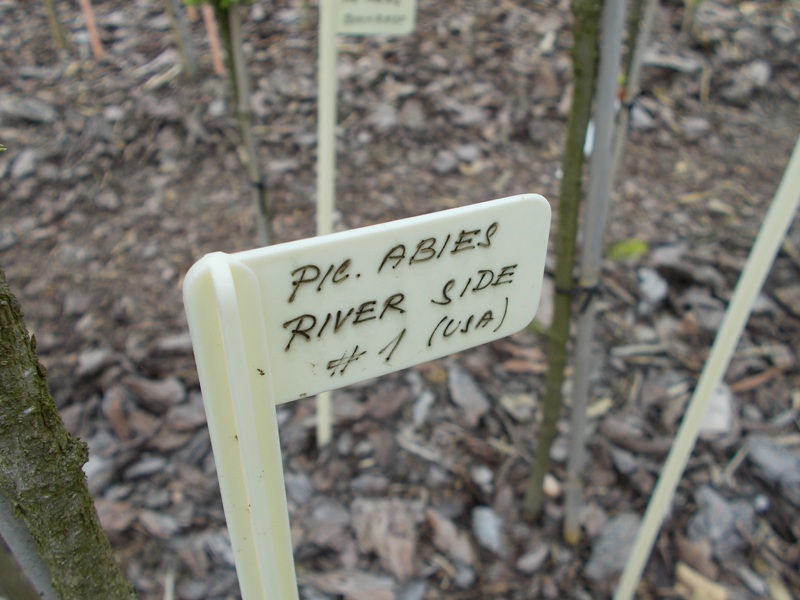 PIC. ABIES
RIVER SIDE
# 1 (USA)